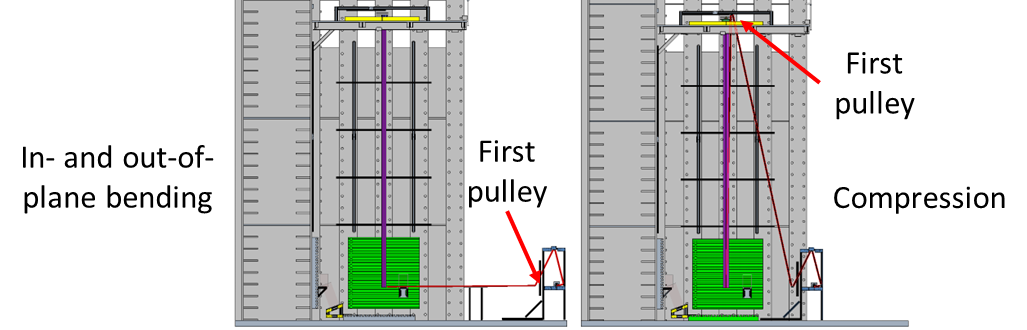 In- and out-of-
plane bending
First
pulley
First
pulley
Compression